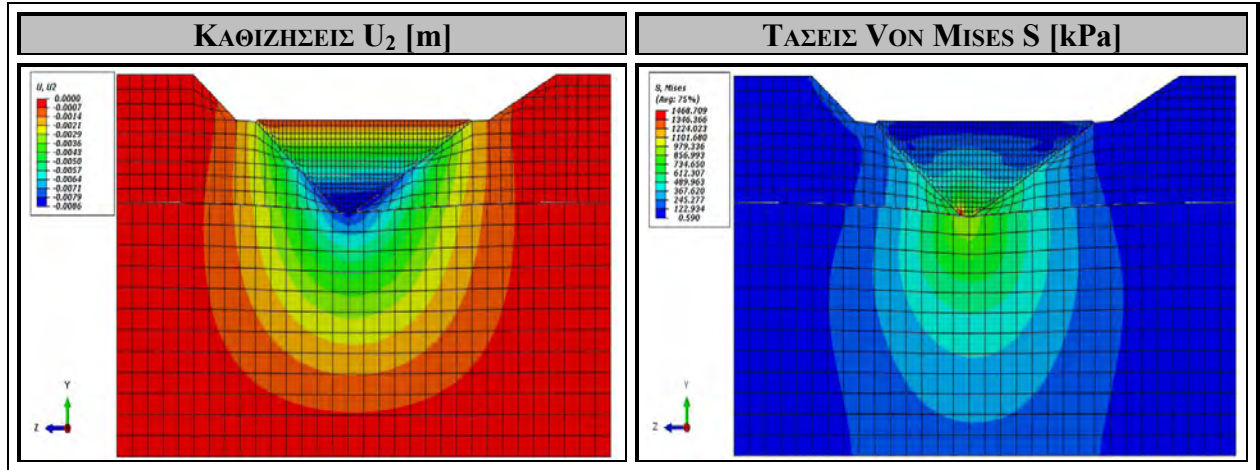 ΚΑΘΙΖΗΣΕΙΣ U2 [m]
ΤΑΣΕΙΣ VON MISES S [kPa]
U, U2
0.0000
-0.0007
-0.0014
-0.0021
-0.0029
-0.0036
-0.0043
-0.0050
-0.0057
-0.0064
-0.0071
-0.0079
-0.0086
Y
Z
S, Mises
(Avg: 75%)
1468.709
1346.366
1224.023
1101.680
979.336
856.993
734.650
612.307
489.963
367.620
245.277
122.934
0.590
Y
Z